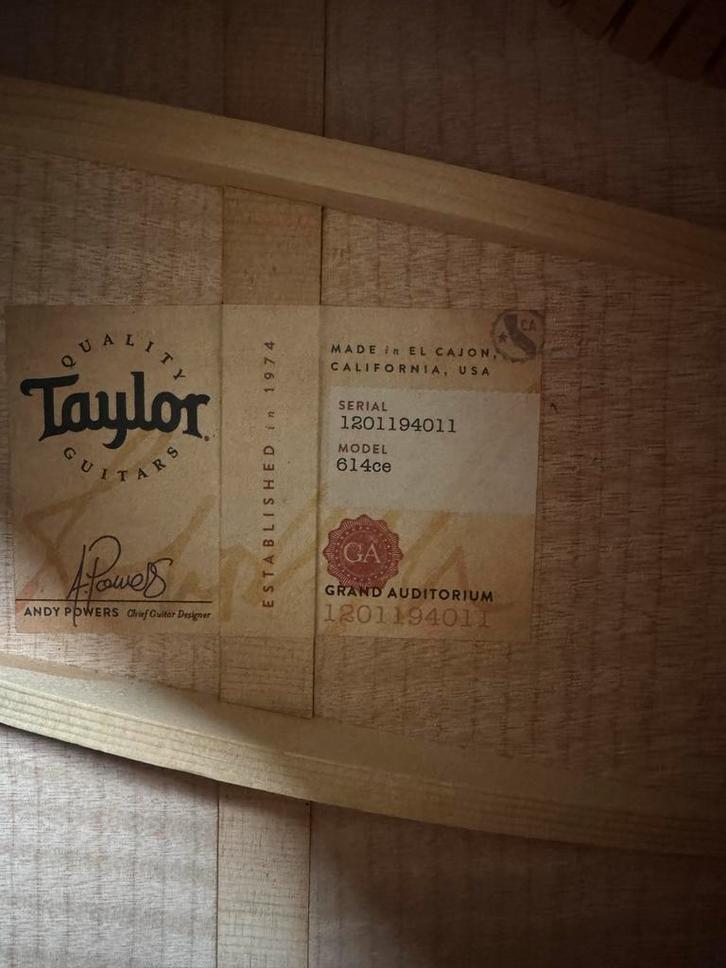 QUALITY
Taylor
GUITARS
A.Powers
ANDY POWERS Chief Guitar Designer
ESTABLISHED in 1974
CA
MADE in EL CAJON,
CALIFORNIA, USA
SERIAL
1201194011
MODEL
614ce
GA
GRAND AUDITORIUM
1201194011